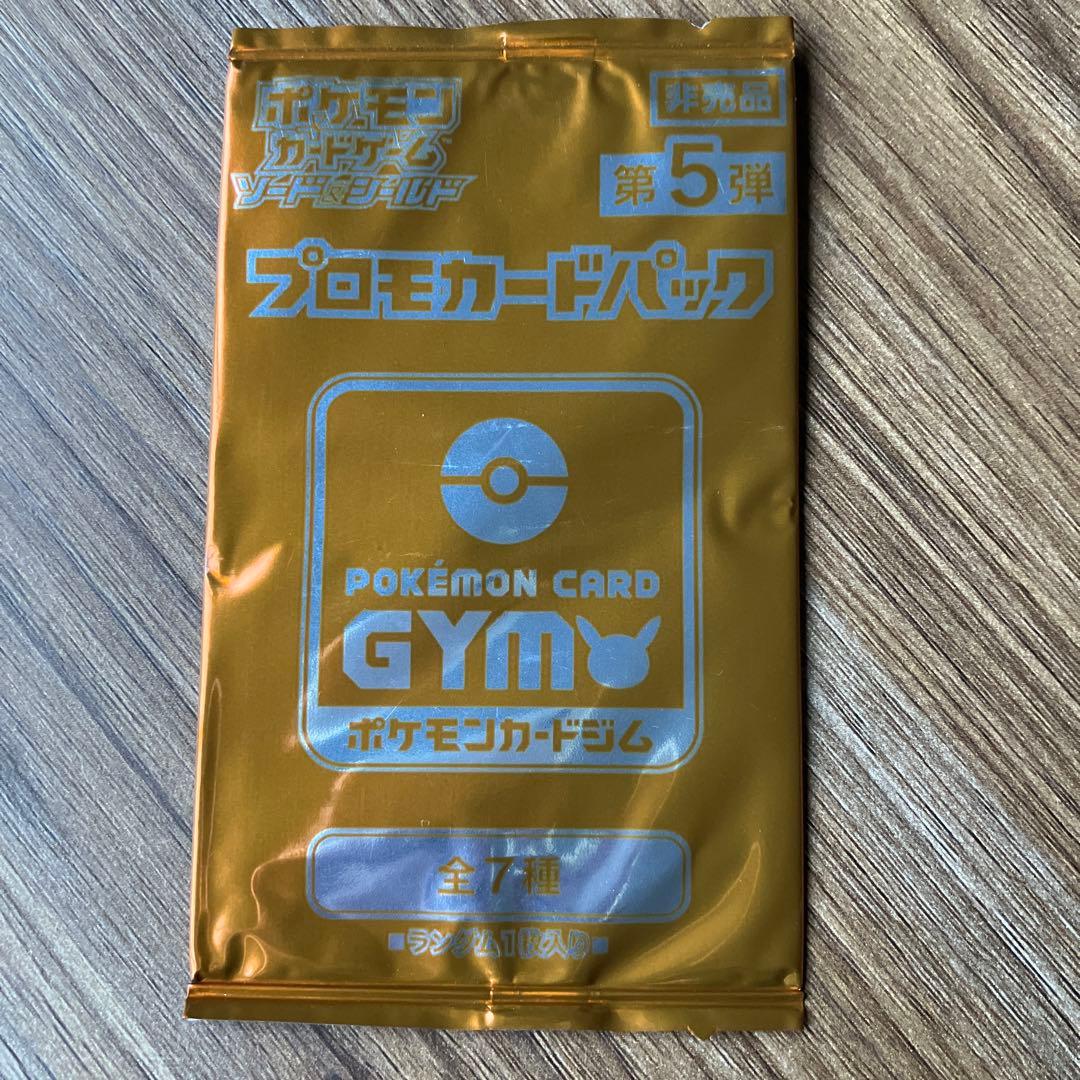 ポケモン
カードゲーム
ソード&シールド
非売品
第5弾
プロモカードパック
POKÉMON CARD
GYM
ポケモンカードジム
全7種
■ランダム1枚入り■